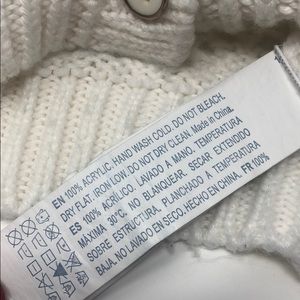 EN 100% ACRYLIC. HAND WASH COLD. DO NOT BLEACH.
DRY FLAT. IRON LOW. DO NOT DRY CLEAN. Made in China.
ES 100% ACRÍLICO. LAVADO A MANO. TEMPERATURA
MÁXIMA 30°C. NO BLANQUEAR. SECAR EXTENDIDO
SOBRE ESTRUCTURA. PLANCHADO A TEMPERATURA
BAJA. NO LAVADO EN SECO. HECHO EN CHINA. FR 100%